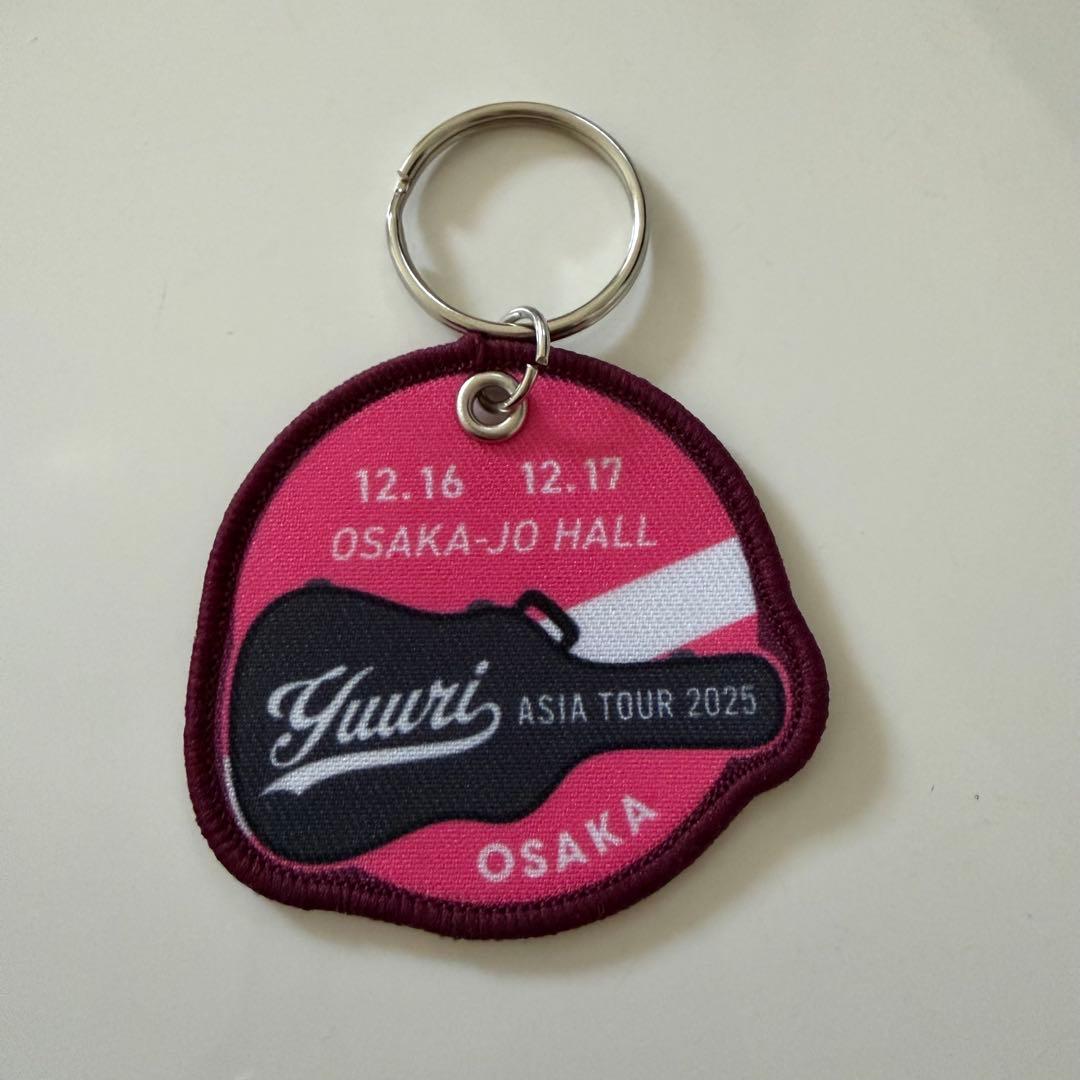 12.16 12.17
OSAKA-JO HALL
Yuuri ASIA TOUR 2025
OSAKA